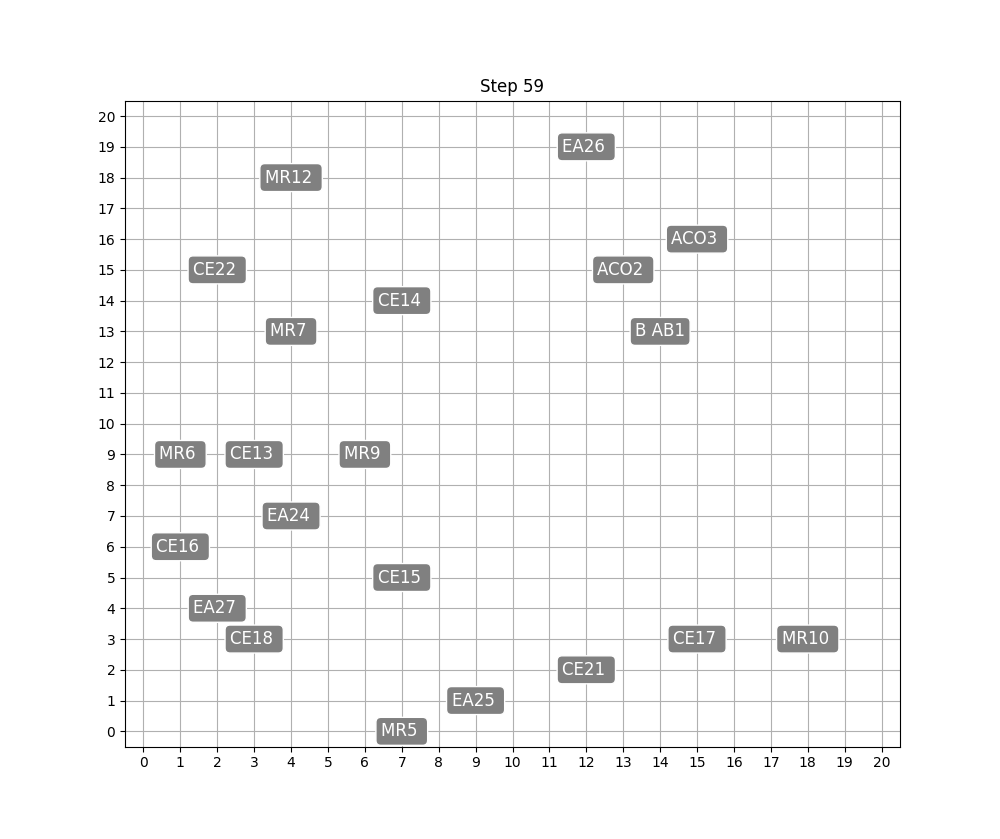 Step 59
20
19
EA26
18
MR12
17
16
ACO3
15
CE22
ACO2
14
CE14
13
MR7
B AB1
12
11
10
9
MR6
CE13
MR9
8
7
EA24
6
CE16
5
CE15
4
EA27
3
CE18
CE17
MR10
2
CE21
1
EA25
0
MR5
0 1 2 3 4 5 6 7 8 9 10 11 12 13 14 15 16 17 18 19 20